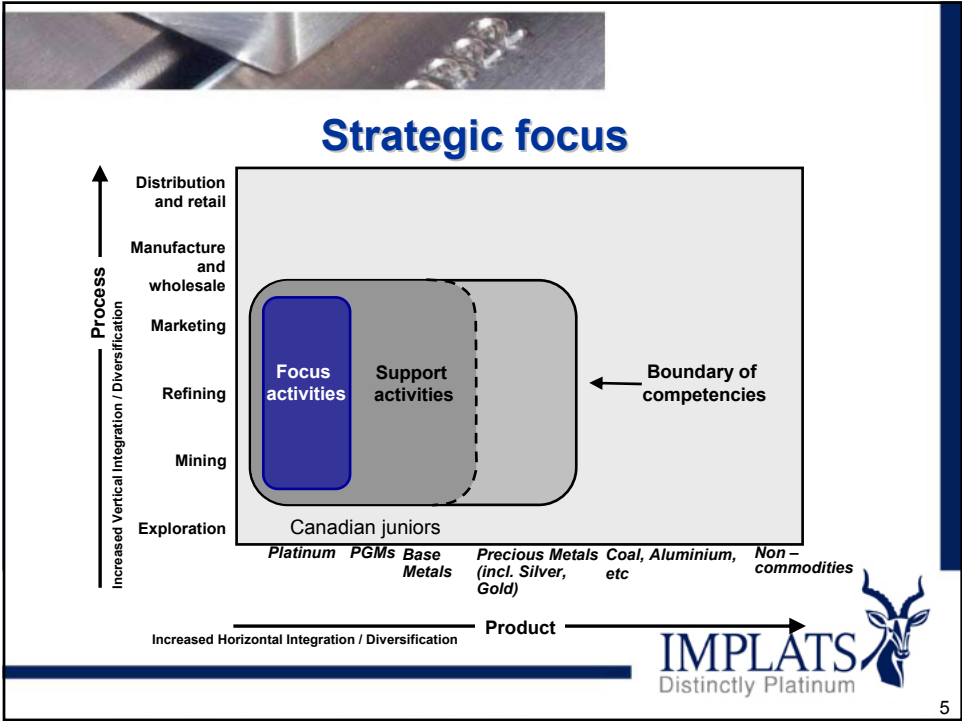 Strategic focus
Distribution
and retail
Manufacture
and
wholesale
Marketing
Refining
Mining
Exploration
Process
Increased Vertical Integration / Diversification
Focus
activities
Support
activities
Boundary of
competencies
Canadian juniors
Platinum
PGMs
Base
Metals
Precious Metals
(incl. Silver,
Gold)
Coal, Aluminium,
etc
Non –
commodities
Product
Increased Horizontal Integration / Diversification
IMPLATS
Distinctly Platinum
5